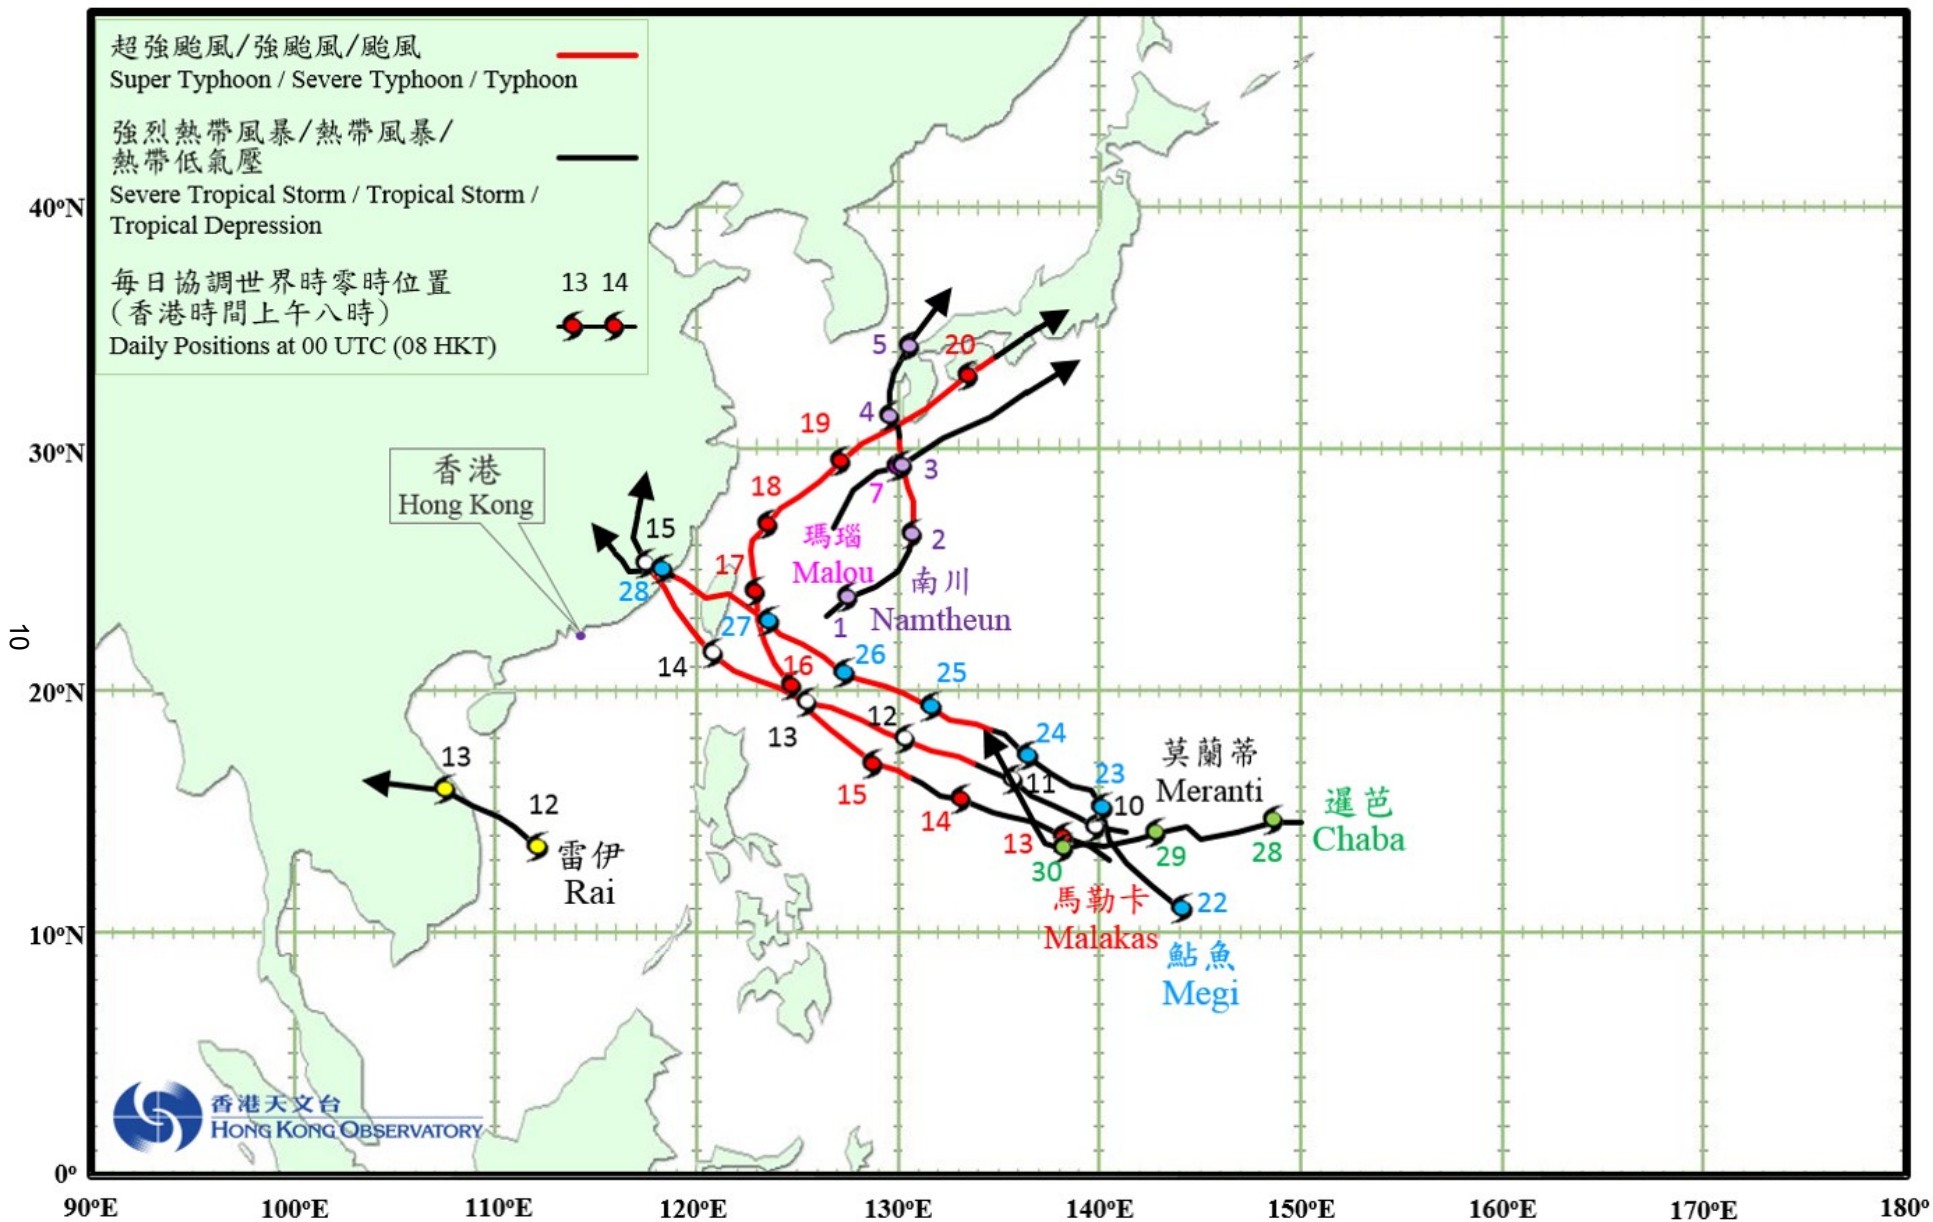 超強颱風/強颱風/颱風
Super Typhoon / Severe Typhoon / Typhoon
強烈熱帶風暴/熱帶風暴/
熱帶低氣壓
Severe Tropical Storm / Tropical Storm /
Tropical Depression
每日協調世界時零時位置
(香港時間上午八時)
Daily Positions at 00 UTC (08 HKT)
13 14
40°N
30°N
20°N
10°N
0°
10
香港
Hong Kong
5
20
4
19
3
18
7
瑪瑙
Malou
2
南川
Namtheun
1
15
17
28
27
14
16
26
25
12
13
24
11
23
10
莫蘭蒂
Meranti
15
14
13
30
29
28
暹芭
Chaba
馬勒卡
Malakas
22
鮎魚
Megi
13
12
雷伊
Rai
香港天文台
HONG KONG OBSERVATORY
90°E 100°E 110°E 120°E 130°E 140°E 150°E 160°E 170°E 180°